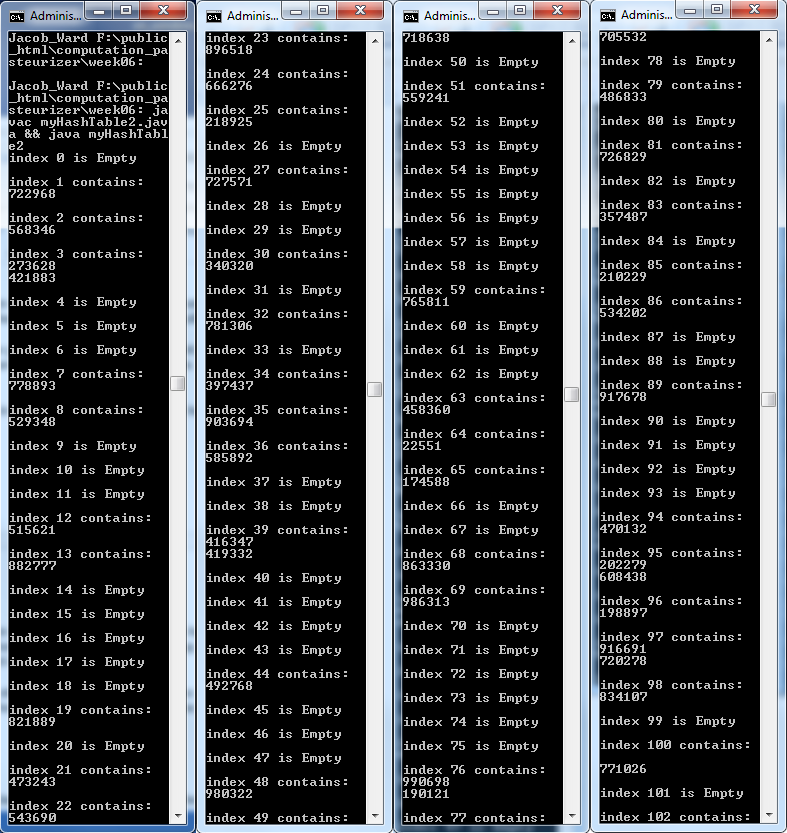 Adminis...
Jacob_Ward F:\public
_html\computation_pa
steurizer\week06:
Jacob_Ward F:\public
_html\computation_pa
steurizer\week06: ja
vac myHashTable2.jav
a && java myHashTabl
e2
index 0 is Empty
index 1 contains:
722968
index 2 contains:
568346
index 3 contains:
273628
421883
index 4 is Empty
index 5 is Empty
index 6 is Empty
index 7 contains:
778893
index 8 contains:
529348
index 9 is Empty
index 10 is Empty
index 11 is Empty
index 12 contains:
515621
index 13 contains:
882777
index 14 is Empty
index 15 is Empty
index 16 is Empty
index 17 is Empty
index 18 is Empty
index 19 contains:
821889
index 20 is Empty
index 21 contains:
473243
index 22 contains:
543690
Adminis...
index 23 contains:
896518
index 24 contains:
666276
index 25 contains:
218925
index 26 is Empty
index 27 contains:
727571
index 28 is Empty
index 29 is Empty
index 30 contains:
340320
index 31 is Empty
index 32 contains:
781306
index 33 is Empty
index 34 contains:
397437
index 35 contains:
903694
index 36 contains:
585892
index 37 is Empty
index 38 is Empty
index 39 contains:
416347
419332
index 40 is Empty
index 41 is Empty
index 42 is Empty
index 43 is Empty
index 44 contains:
492768
index 45 is Empty
index 46 is Empty
index 47 is Empty
index 48 contains:
980322
index 49 contains:
Adminis...
718638
index 50 is Empty
index 51 contains:
559241
index 52 is Empty
index 53 is Empty
index 54 is Empty
index 55 is Empty
index 56 is Empty
index 57 is Empty
index 58 is Empty
index 59 contains:
765811
index 60 is Empty
index 61 is Empty
index 62 is Empty
index 63 contains:
458360
index 64 contains:
22551
index 65 contains:
174588
index 66 is Empty
index 67 is Empty
index 68 contains:
863330
index 69 contains:
986313
index 70 is Empty
index 71 is Empty
index 72 is Empty
index 73 is Empty
index 74 is Empty
index 75 is Empty
index 76 contains:
990698
190121
index 77 contains:
Adminis...
705532
index 78 is Empty
index 79 contains:
486833
index 80 is Empty
index 81 contains:
726829
index 82 is Empty
index 83 contains:
357487
index 84 is Empty
index 85 contains:
210229
index 86 contains:
534202
index 87 is Empty
index 88 is Empty
index 89 contains:
917678
index 90 is Empty
index 91 is Empty
index 92 is Empty
index 93 is Empty
index 94 contains:
470132
index 95 contains:
202279
608438
index 96 contains:
198897
index 97 contains:
916691
720278
index 98 contains:
834107
index 99 is Empty
index 100 contains:
771026
index 101 is Empty
index 102 contains: